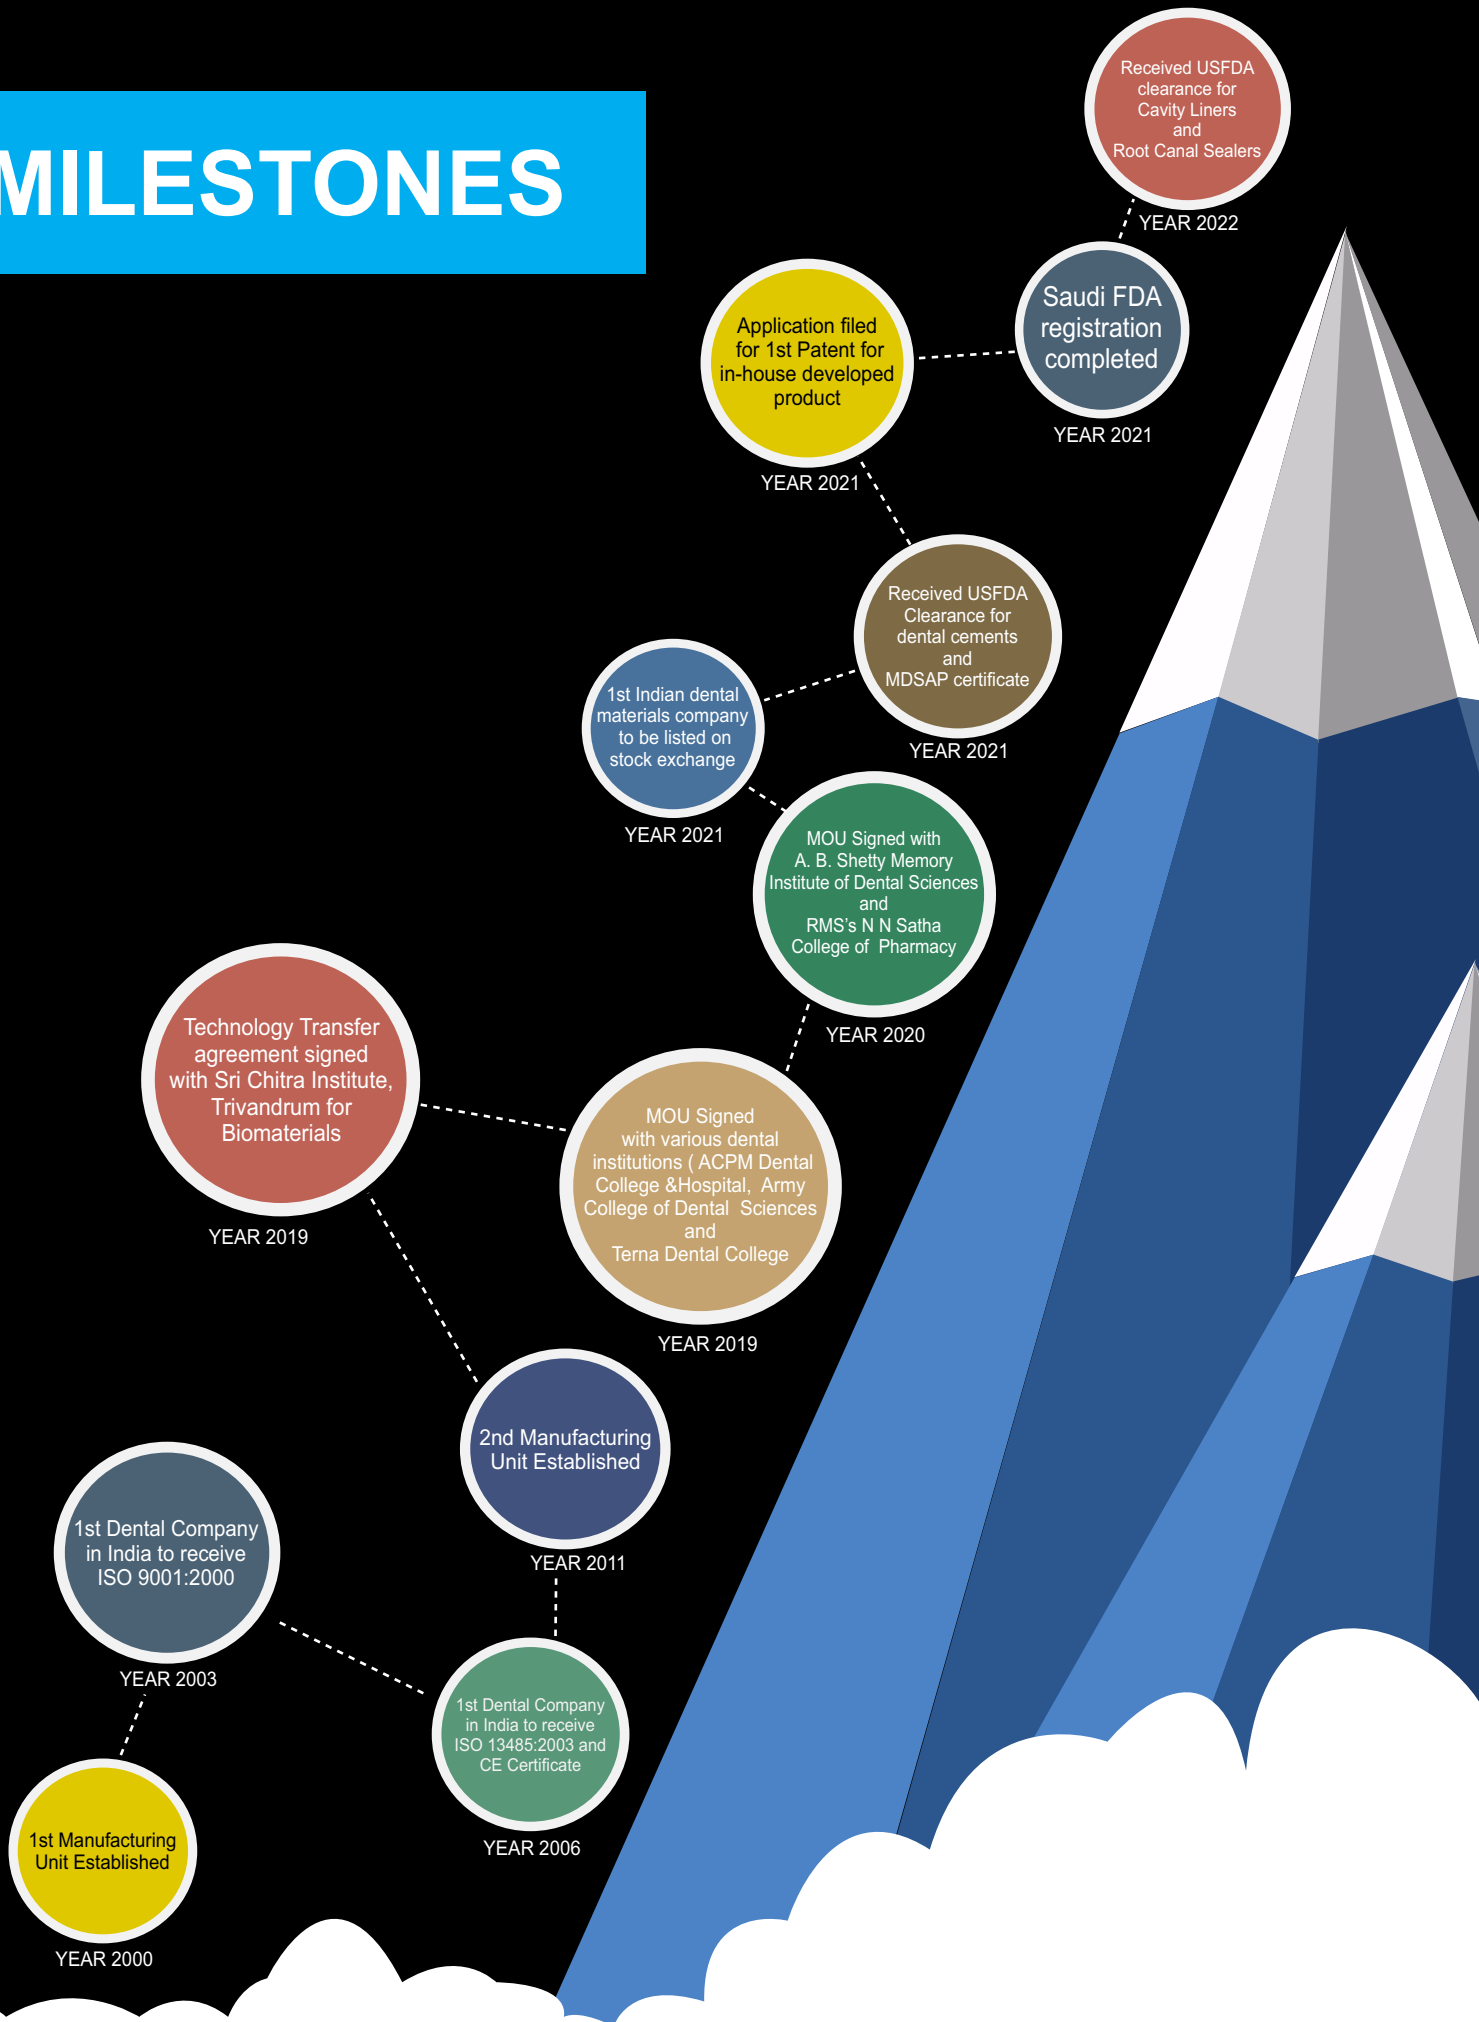 MILESTONES
Received USFDA
clearance for
Cavity Liners
and
Root Canal Sealers
YEAR 2022
Saudi FDA
registration
completed
YEAR 2021
Application filed
for 1st Patent for
in-house developed
product
YEAR 2021
Received USFDA
Clearance for
dental cements
and
MDSAP certificate
YEAR 2021
1st Indian dental
materials company
to be listed on
stock exchange
YEAR 2021
MOU Signed with
A. B. Shetty Memory
Institute of Dental Sciences
and
RMS's N N Satha
College of Pharmacy
YEAR 2020
Technology Transfer
agreement signed
with Sri Chitra Institute,
Trivandrum for
Biomaterials
YEAR 2019
MOU Signed
with various dental
institutions ( ACPM Dental
College &Hospital, Army
College of Dental Sciences
and
Terna Dental College
YEAR 2019
2nd Manufacturing
Unit Established
YEAR 2011
1st Dental Company
in India to receive
ISO 9001:2000
YEAR 2003
1st Dental Company
in India to receive
ISO 13485:2003 and
CE Certificate
YEAR 2006
1st Manufacturing
Unit Established
YEAR 2000